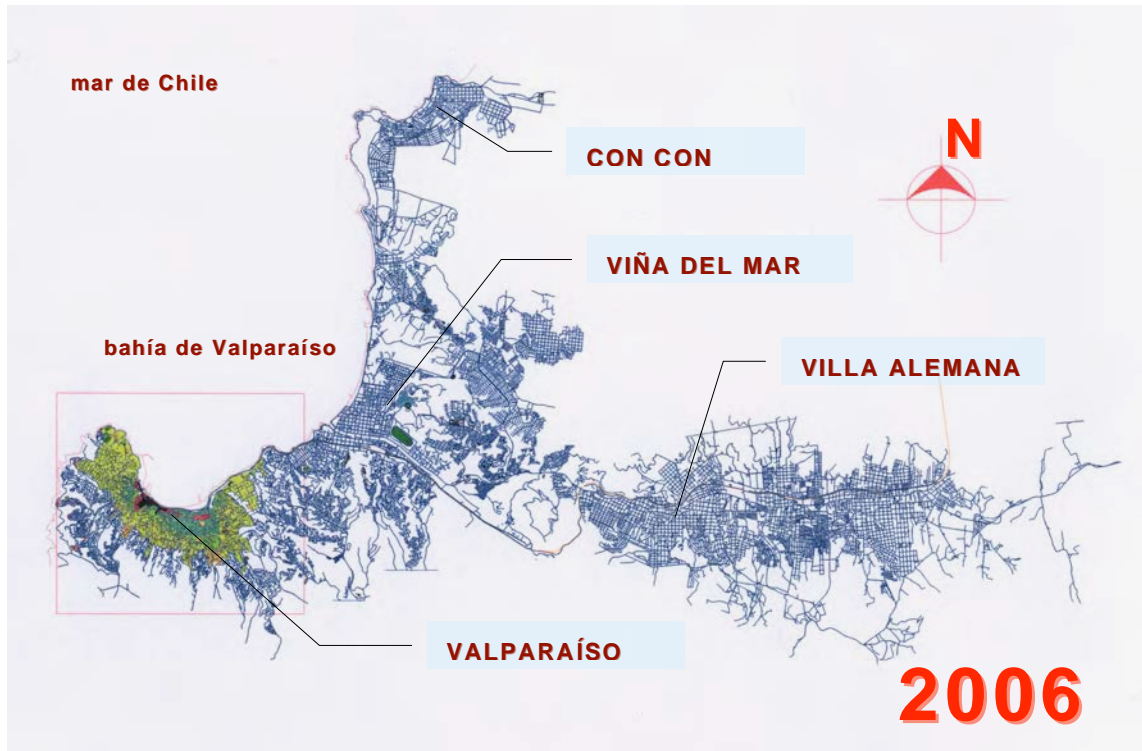 mar de Chile
N
CON CON
VIÑA DEL MAR
bahía de Valparaíso
VILLA ALEMANA
VALPARAÍSO
2006